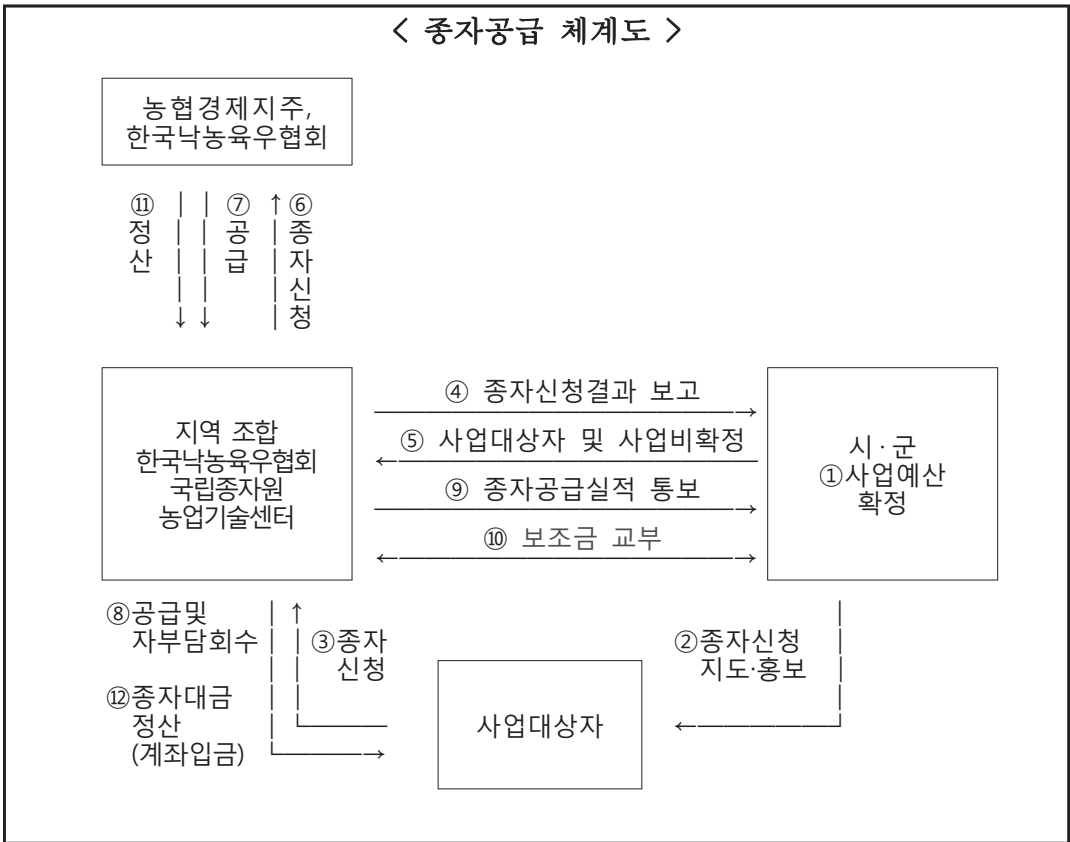 < 종자공급 체계도 >
농협경제지주,
한국낙농육우협회
⑪ 정산
⑦ 공급
⑥ 종자신청
지역 조합
한국낙농육우협회
국립종자원
농업기술센터
④ 종자신청결과 보고
⑤ 사업대상자 및 사업비확정
⑨ 종자공급실적 통보
⑩ 보조금 교부
시·군
①사업예산
확정
⑧공급및
자부담회수
③종자
신청
②종자신청
지도·홍보
⑫종자대금
정산
(계좌입금)
사업대상자